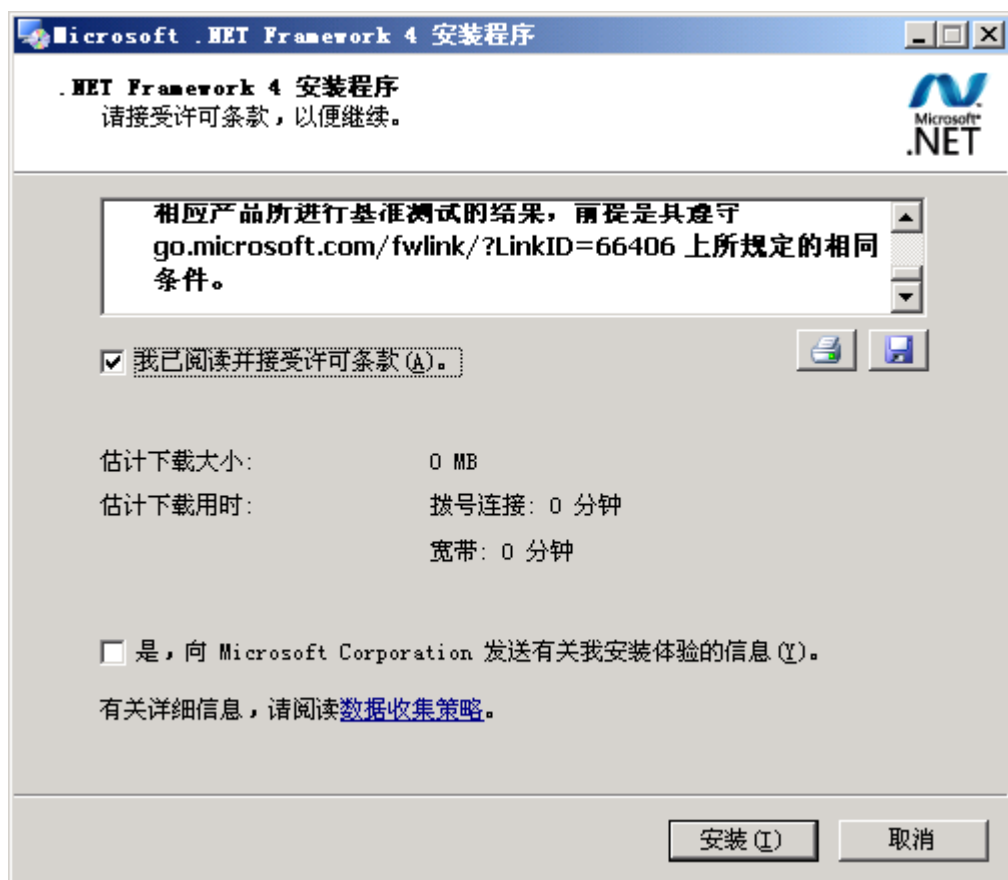 Microsoft .NET Framework 4 安装程序
.NET Framework 4 安装程序
请接受许可条款，以便继续。
Microsoft
.NET
相应产品所进行基准测试的结果，前提是其遵守
go.microsoft.com/fwlink/?LinkID=66406 上所规定的相同
条件。
我已阅读并接受许可条款(A)。
估计下载大小: 0 MB
估计下载用时: 拨号连接: 0 分钟
宽带: 0 分钟
是，向 Microsoft Corporation 发送有关我安装体验的信息(Y)。
有关详细信息，请阅读数据收集策略。
安装(I) 取消